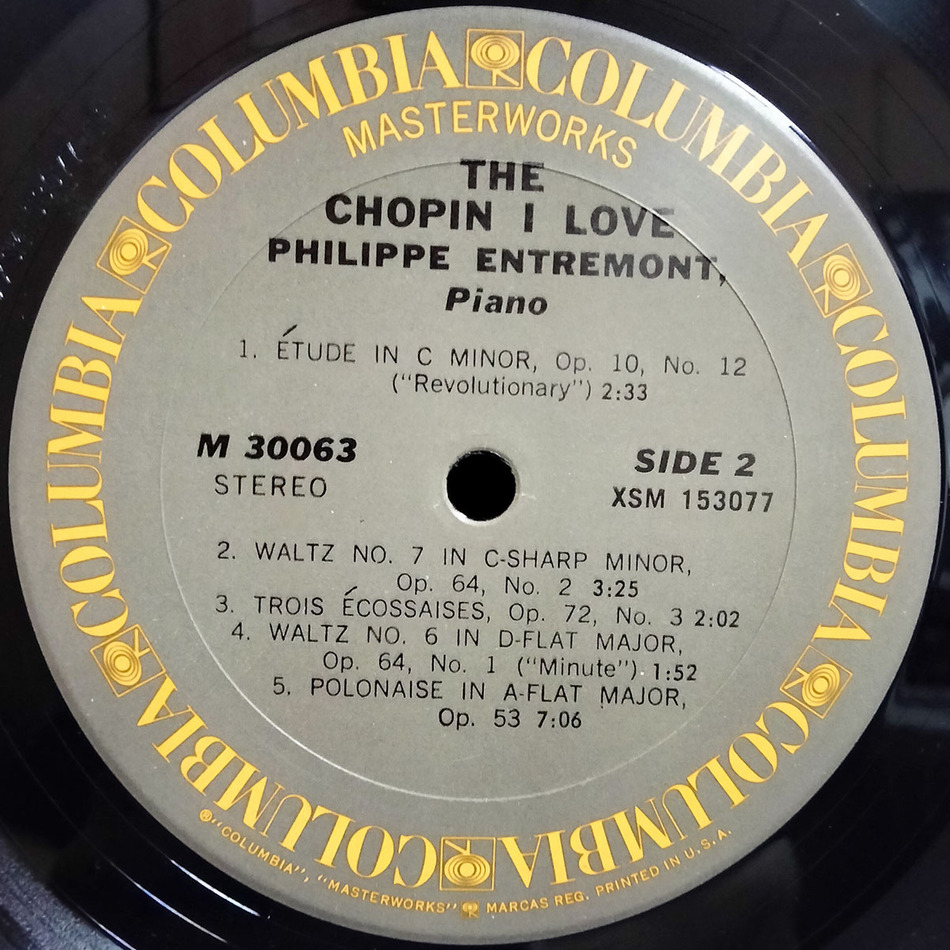 COLUMBIA COLUMBIA COLUMBIA COLUMBIA COLUMBIA COLUMBIA
MASTERWORKS
THE
CHOPIN I LOVE
PHILIPPE ENTREMONT,
Piano
1. ÉTUDE IN C MINOR, Op. 10, No. 12
("Revolutionary") 2:33
M 30063
STEREO
SIDE 2
XSM 153077
2. WALTZ NO. 7 IN C-SHARP MINOR,
Op. 64, No. 2 3:25
3. TROIS ÉCOSSAISES, Op. 72, No. 3 2:02
4. WALTZ NO. 6 IN D-FLAT MAJOR,
Op. 64, No. 1 ("Minute") 1:52
5. POLONAISE IN A-FLAT MAJOR,
Op. 53 7:06
®"COLUMBIA", "MASTERWORKS" MARCAS REG. PRINTED IN U.S.A.